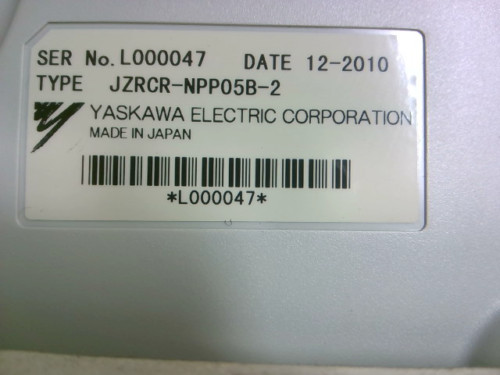 SER No. L000047 DATE 12-2010
TYPE JZRCR-NPP05B-2
YASKAWA ELECTRIC CORPORATION
MADE IN JAPAN
*L000047*